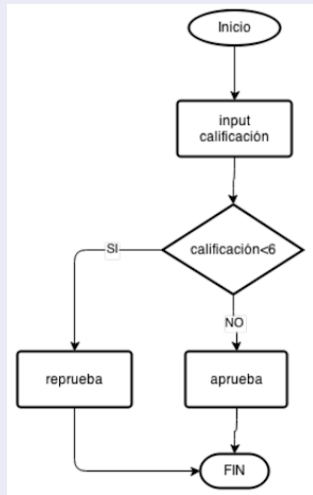 Inicio
input
calificación
calificación<6
SI
NO
reprueba
aprueba
FIN